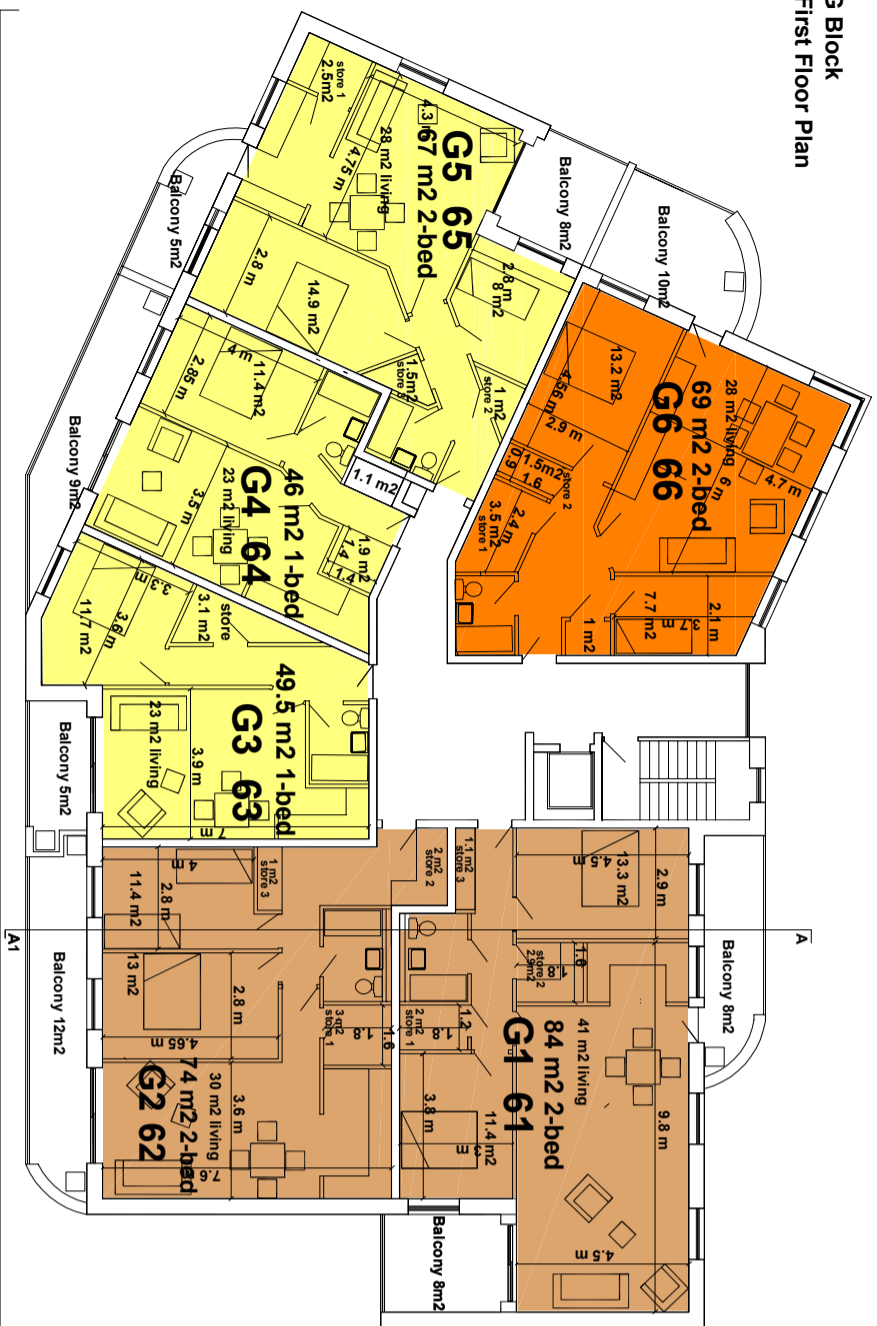 G Block
First Floor Plan
store 1
2.5m2
4.3 m
28 m2 living
4.75 m
G5 65
67 m2 2-bed
Balcony 8m2
Balcony 10m2
Balcony 5m2
2.8 m
14.9 m2
2.8 m
8 m2
1.5m2
store 3
1 m2
store 2
13.2 m2
4.56 m
2.9 m
G6 66
69 m2 2-bed
28 m2 living
6 m
4.7 m
1.5m2
store 2
0.9
1.6
2.4 m
3.5 m2
store 1
7.7 m2
3.7 m
2.1 m
1 m2
2.85 m
4 m
11.4 m2
1.1 m2
G4 64
46 m2 1-bed
23 m2 living
3.5 m
1.9 m2
1.4
1.4
Balcony 9m2
3.3 m
3.6 m
11.7 m2
store
3.1 m2
49.5 m2 1-bed
G3 63
23 m2 living
3.9 m
7 m
Balcony 5m2
4 m
2.8 m
11.4 m2
1 m2
store 3
2 m2
store 2
1.1 m2
store 3
4.5 m
13.3 m2
2.9 m
A
A1
Balcony 12m2
Balcony 8m2
13 m2
2.8 m
4.65 m
3 m2
store 1
1.8
1.6
2 m2
store 1
1.8
1.2
store 2
2.9m2
1.8
1.6
G1 61
84 m2 2-bed
41 m2 living
9.8 m
3.8 m
3 m
11.4 m2
4.5 m
G2 62
74 m2 2-bed
30 m2 living
3.6 m
7.6
Balcony 8m2